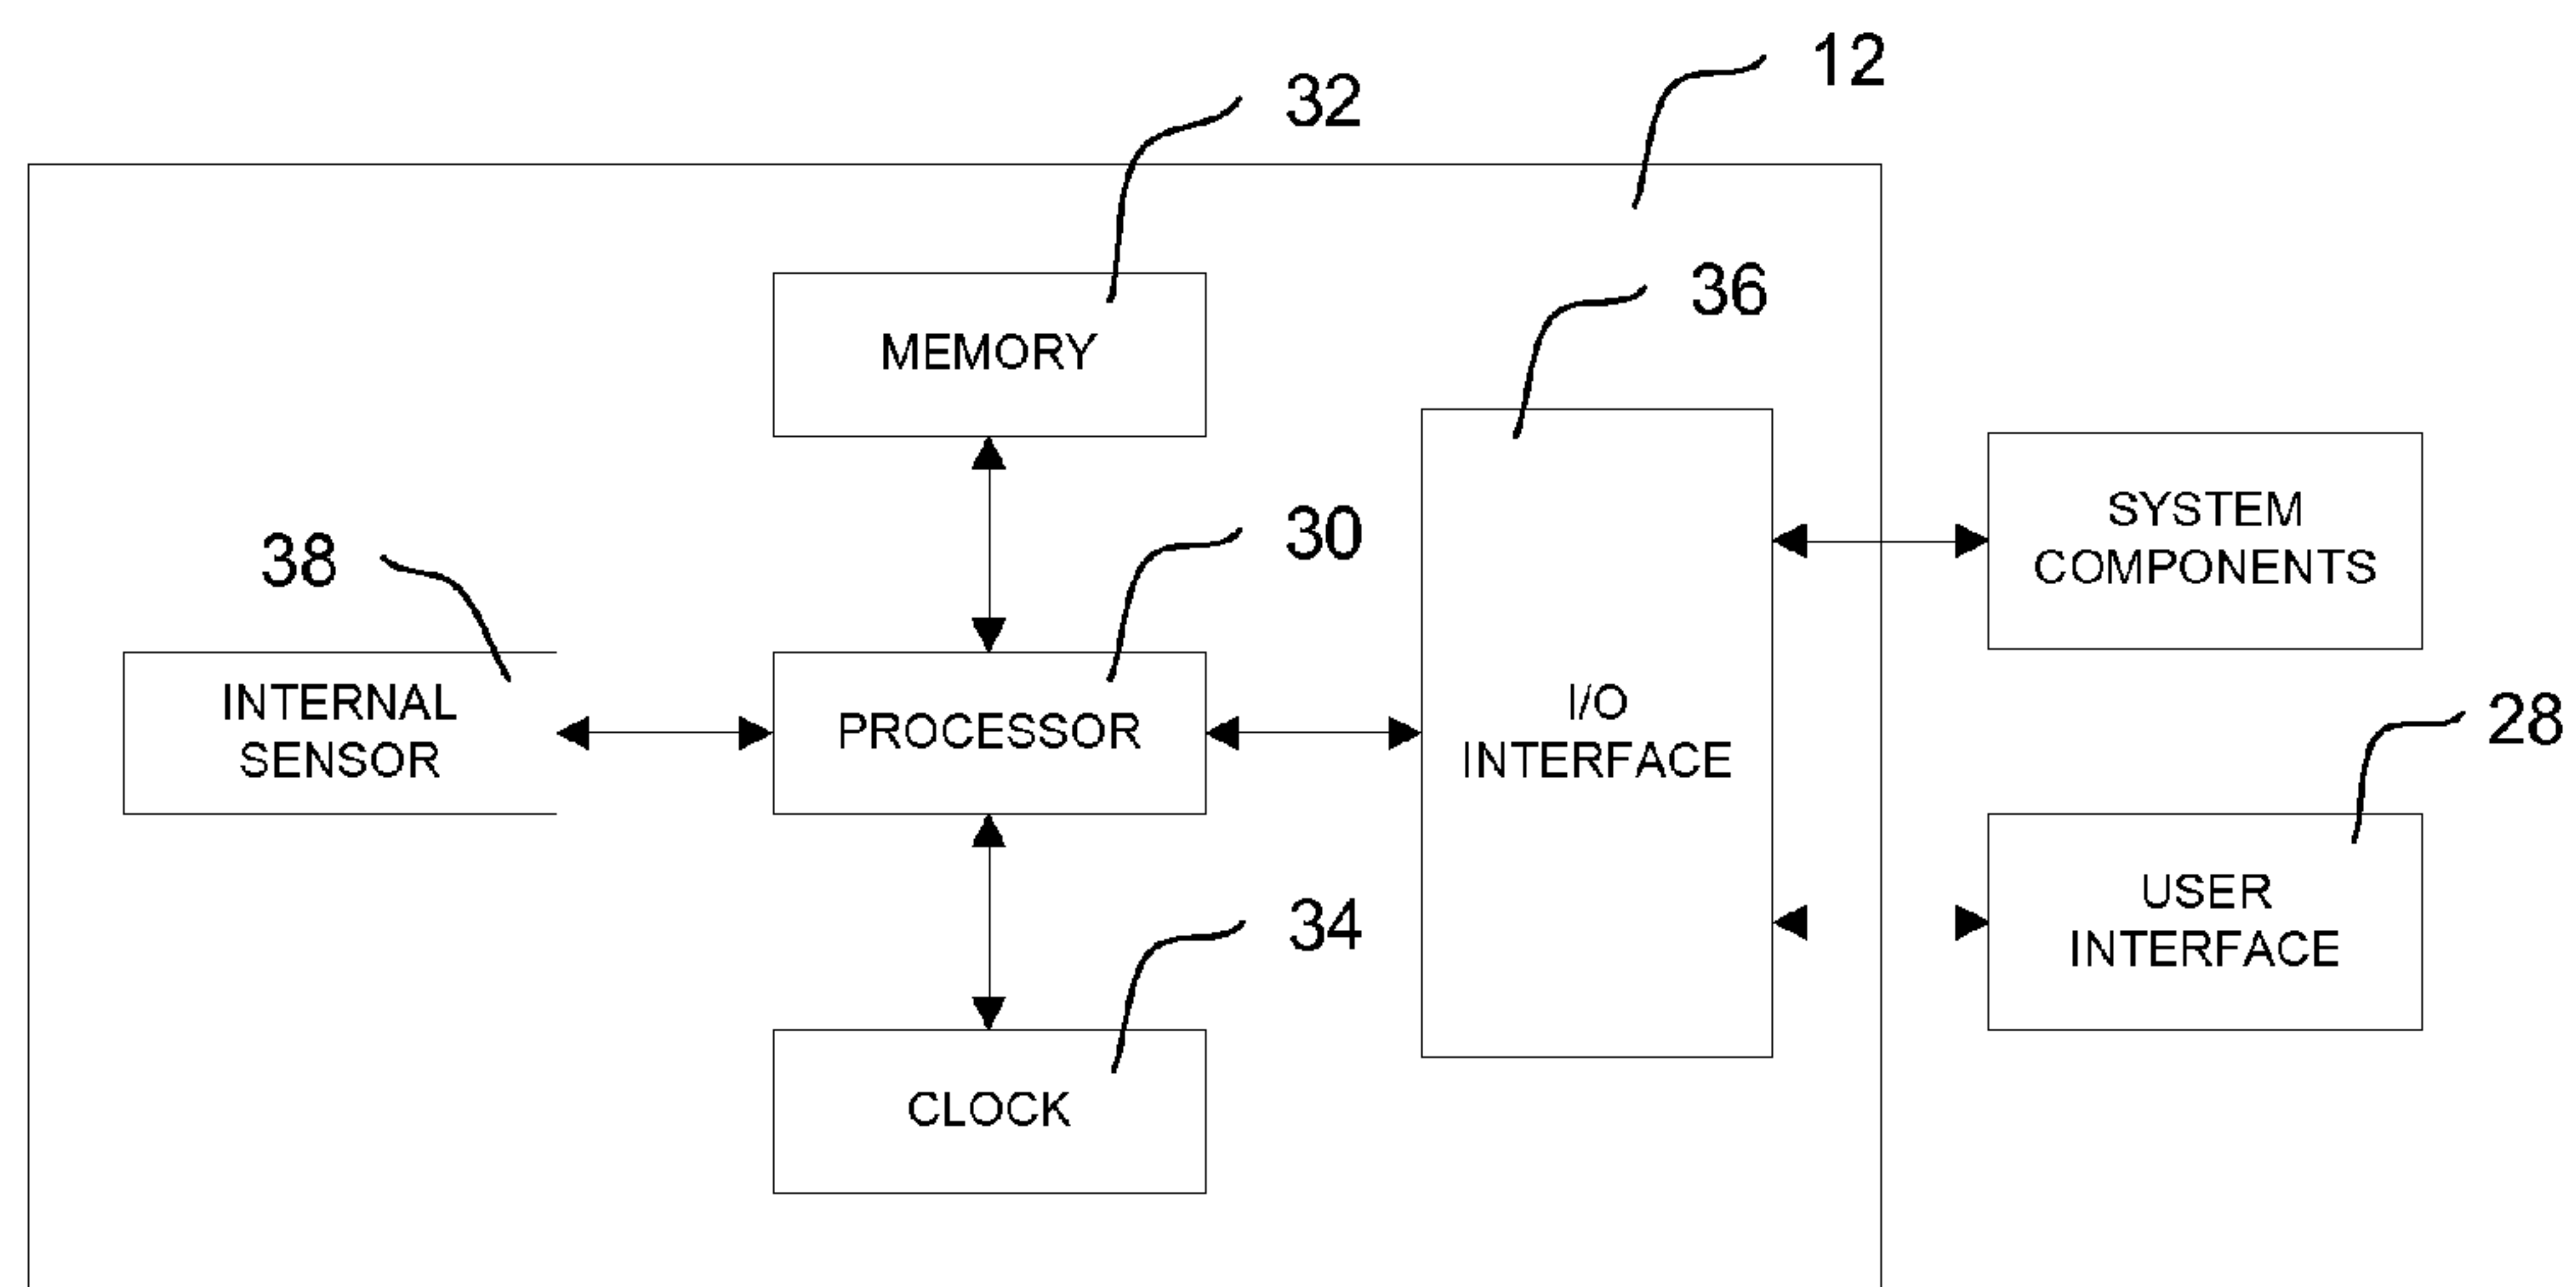 12
32
36
MEMORY
SYSTEM
COMPONENTS
30
38
INTERNAL
SENSOR
PROCESSOR
I/O
INTERFACE
28
USER
INTERFACE
34
CLOCK